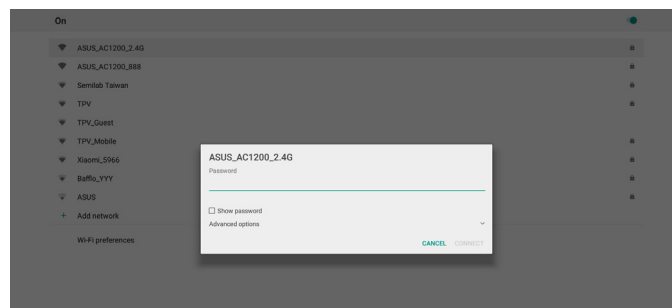 On
ASUS_AC1200_2.4G
ASUS_AC1200_888
Semilab Taiwan
TPV
TPV_Guest
TPV_Mobile
Xiaomi_5966
Baffio_YYY
ASUS
Add network
Wi-Fi preferences
ASUS_AC1200_2.4G
Password
Show password
Advanced options
CANCEL CONNECT